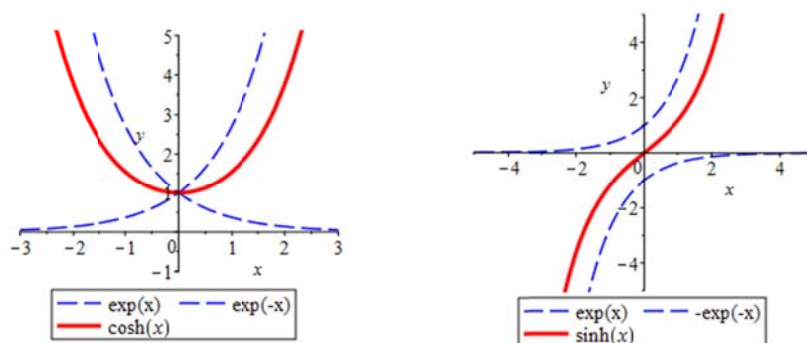 5
4
y
2
1
−3 −2 −1 0 1 2 3
−1
x
exp(x) exp(-x)
cosh(x)
4
y
2
−4 −2 0 2 4
x
−2
−4
exp(x) -exp(-x)
sinh(x)